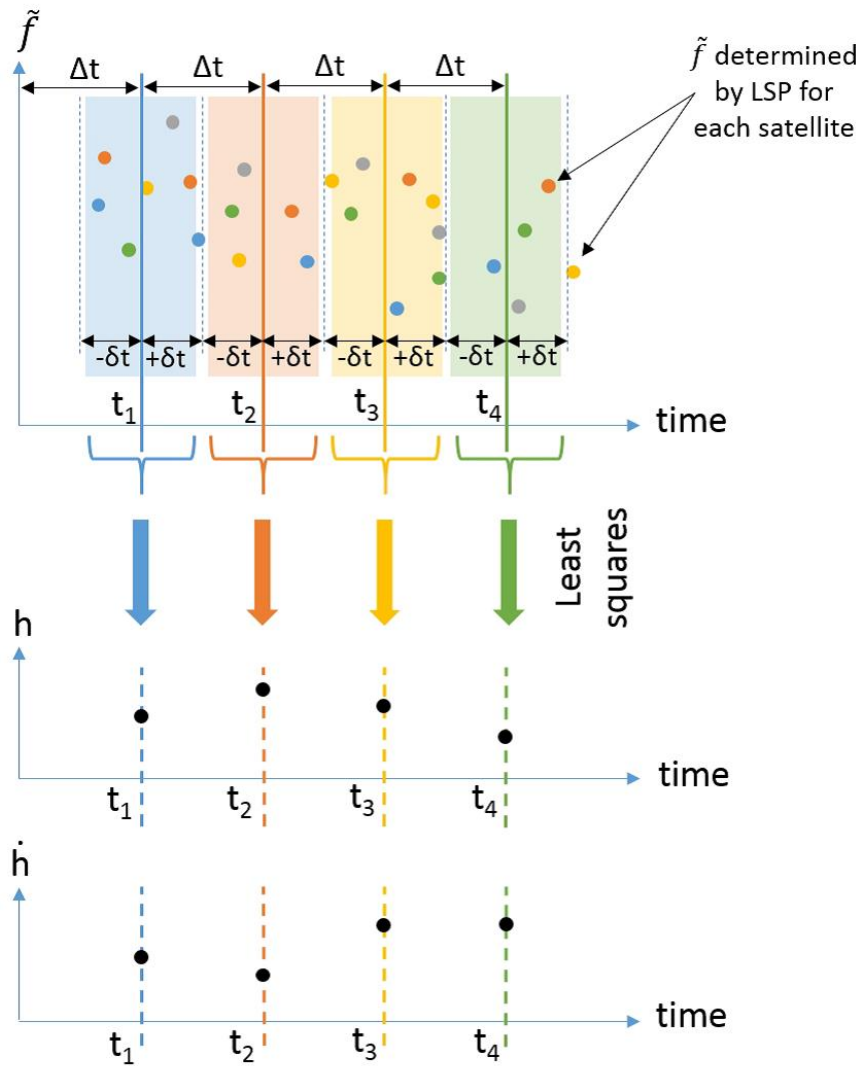 f̃
Δt Δt Δt Δt
f̃ determined
by LSP for
each satellite
-δt +δt -δt +δt -δt +δt -δt +δt
t₁ t₂ t₃ t₄
time
Least
squares
h
time
t₁ t₂ t₃ t₄
ḣ
time
t₁ t₂ t₃ t₄